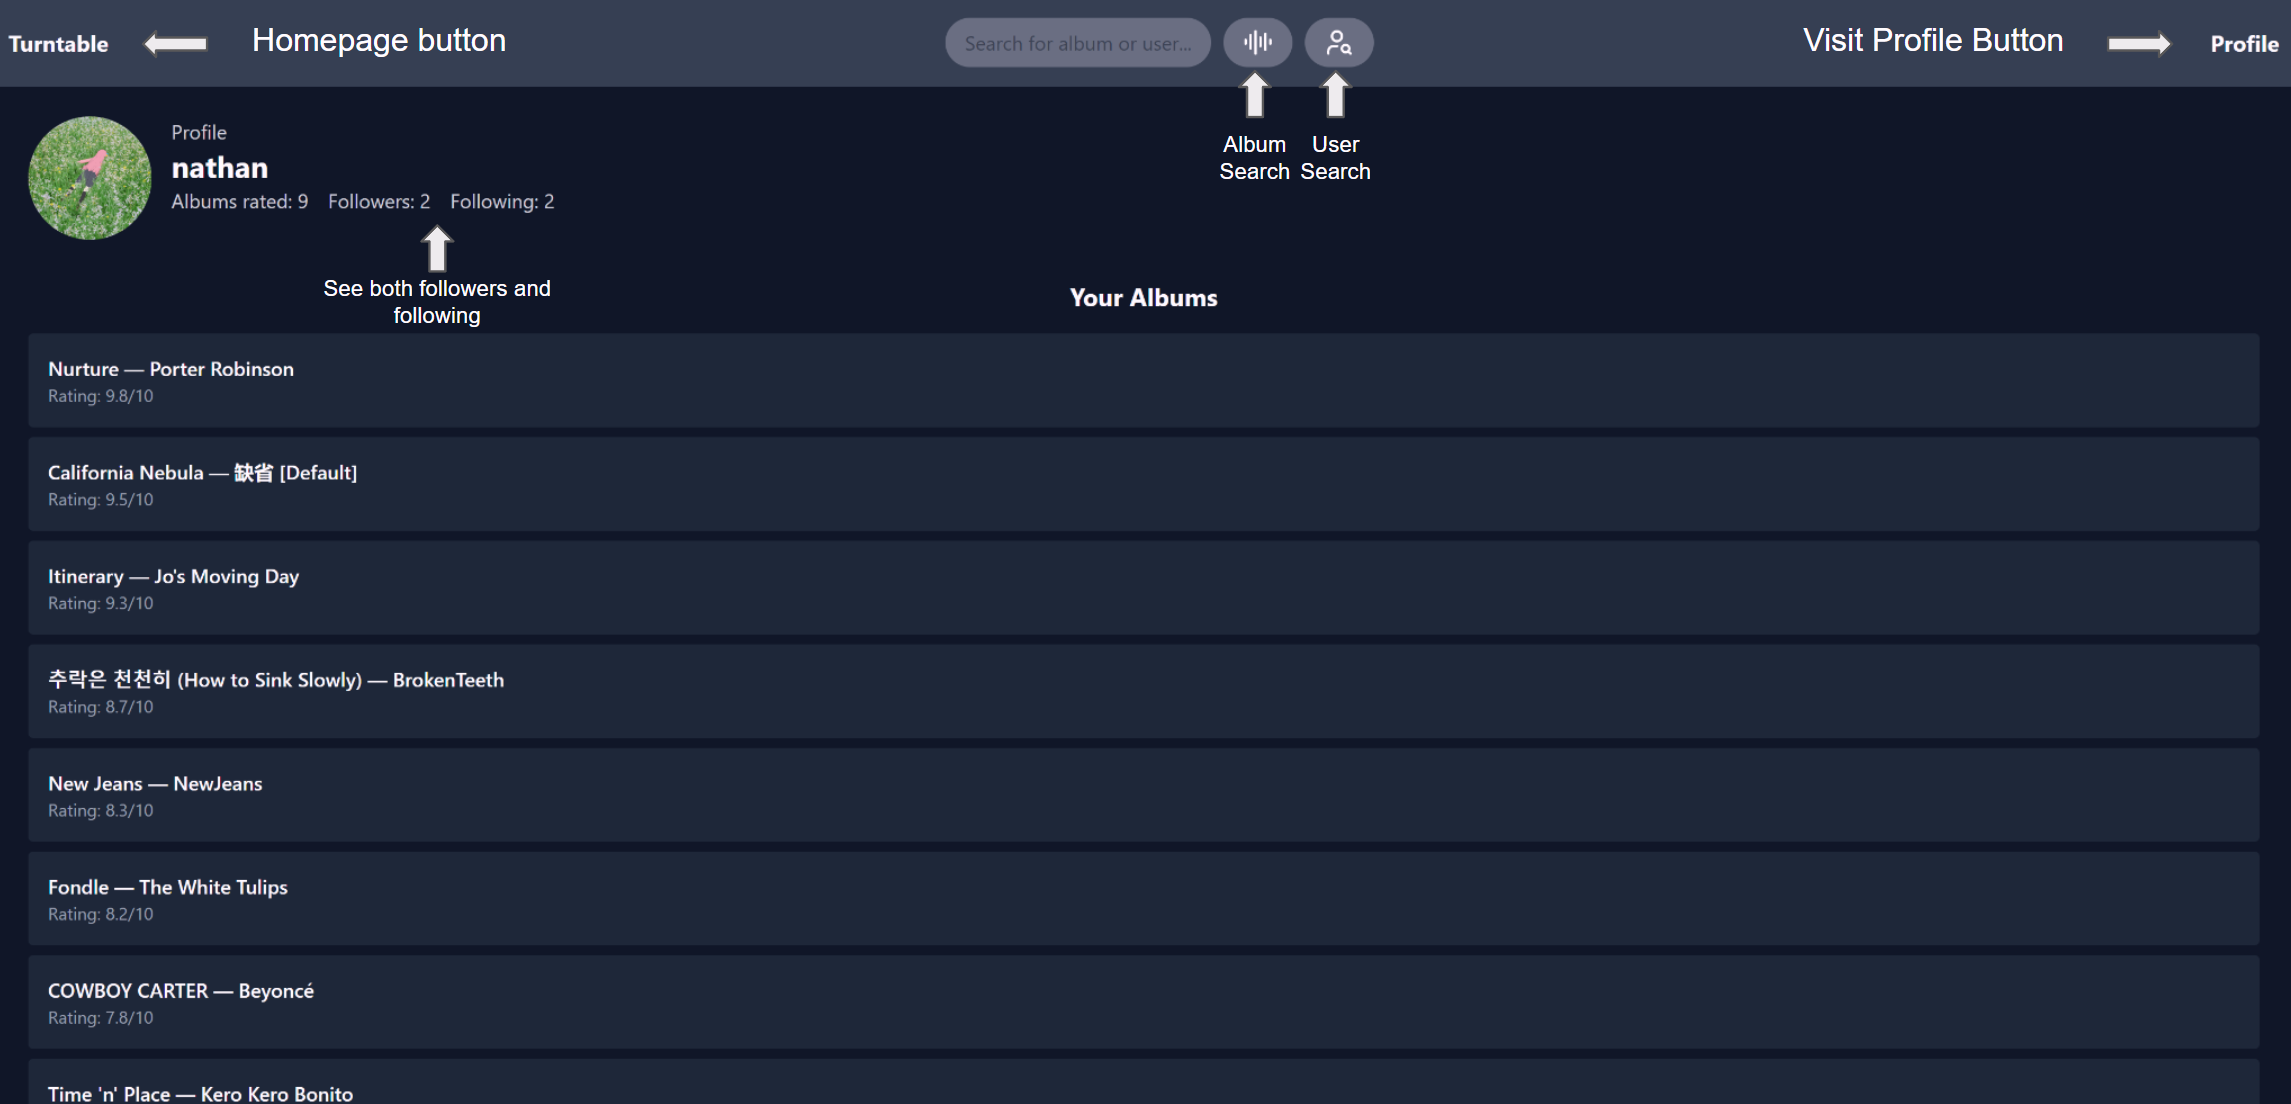 Turntable
Homepage button
Search for album or user...
Visit Profile Button
Profile
Album
Search
User
Search
Profile
nathan
Albums rated: 9 Followers: 2 Following: 2
See both followers and
following
Your Albums
Nurture — Porter Robinson
Rating: 9.8/10
California Nebula — 缺省 [Default]
Rating: 9.5/10
Itinerary — Jo's Moving Day
Rating: 9.3/10
추락은 천천히 (How to Sink Slowly) — BrokenTeeth
Rating: 8.7/10
New Jeans — NewJeans
Rating: 8.3/10
Fondle — The White Tulips
Rating: 8.2/10
COWBOY CARTER — Beyoncé
Rating: 7.8/10
Time 'n' Place — Kero Kero Bonito